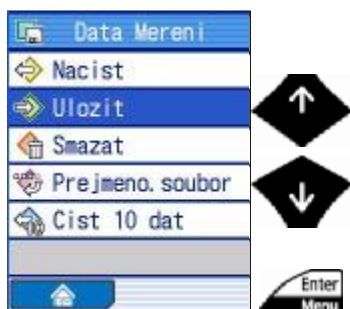 Data Mereni
Nacist
Ulozit
Smazat
Prejmeno. soubor
Cist 10 dat
Enter
Menu